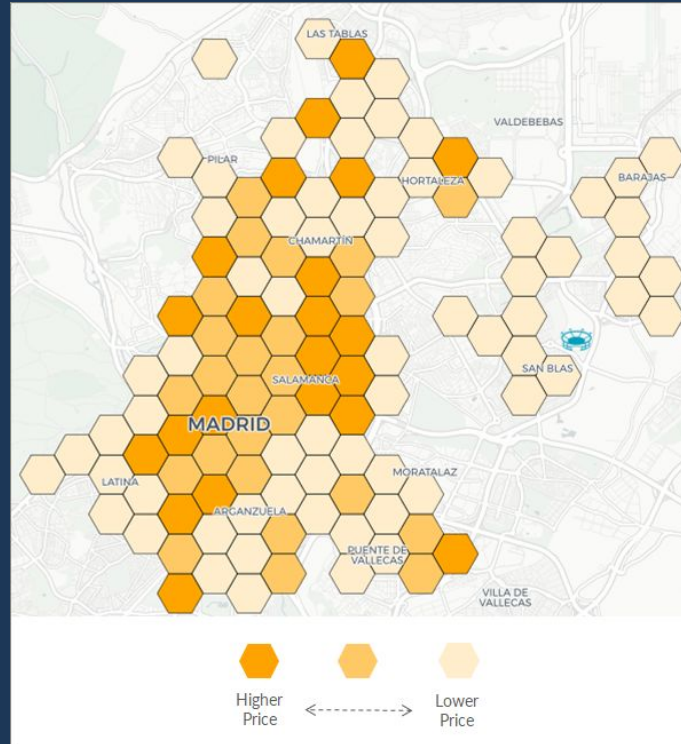 LAS TABLAS
VALDEBEBAS
PILAR
HORTALEZA
BARAJAS
CHAMARTÍN
SAN BLAS
SALAMANCA
MADRID
MORATALAZ
LATINA
ARGANZUELA
PUENTE DE
VALLECAS
VILLA DE
VALLECAS
Higher
Price
Lower
Price